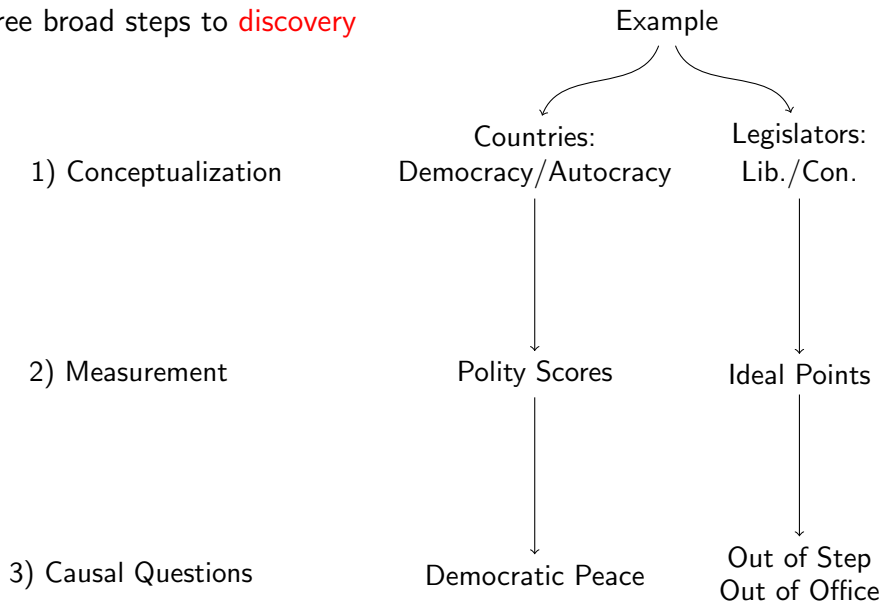 broad steps to discovery
Example
1) Conceptualization
Countries:
Democracy/Autocracy
Legislators:
Lib./Con.
2) Measurement
Polity Scores
Ideal Points
3) Causal Questions
Democratic Peace
Out of Step
Out of Office